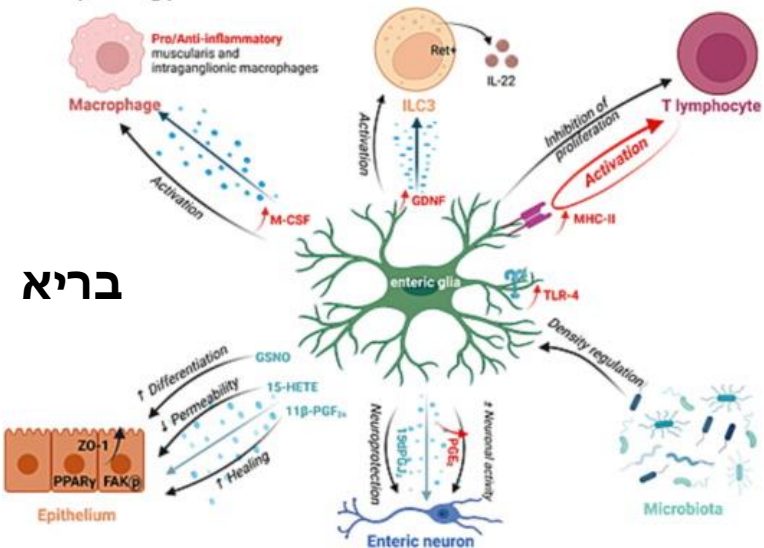 Pro/Anti-inflammatory
muscularis and
intraganglionic macrophages
Macrophage
Ret+
IL-22
ILC3
T lymphocyte
Activation
M-CSF
Activation
GDNF
Inhibition of
proliferation
Activation
MHC-II
enteric glia
TLR-4
בריא
Density regulation
Microbiota
GSNO
15-HETE
11β-PGF₂α
↑ Differentiation
↓ Permeability
↑ Healing
ZO-1
PPARγ
FAK
p
Epithelium
Neuroprotection
15dPGJ₂
PGE₂
± Neuronal activity
Enteric neuron